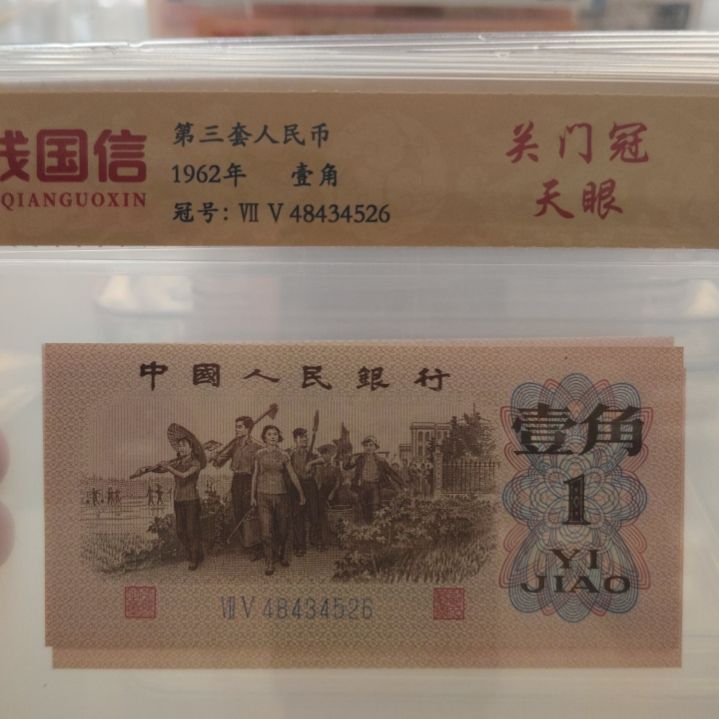 钱国信
QIANGUOXIN
第三套人民币
1962年 壹角
冠号: Ⅶ Ⅴ 48434526
关门冠
天眼
中國人民銀行
壹角
1
YI
JIAO
Ⅶ Ⅴ 48434526